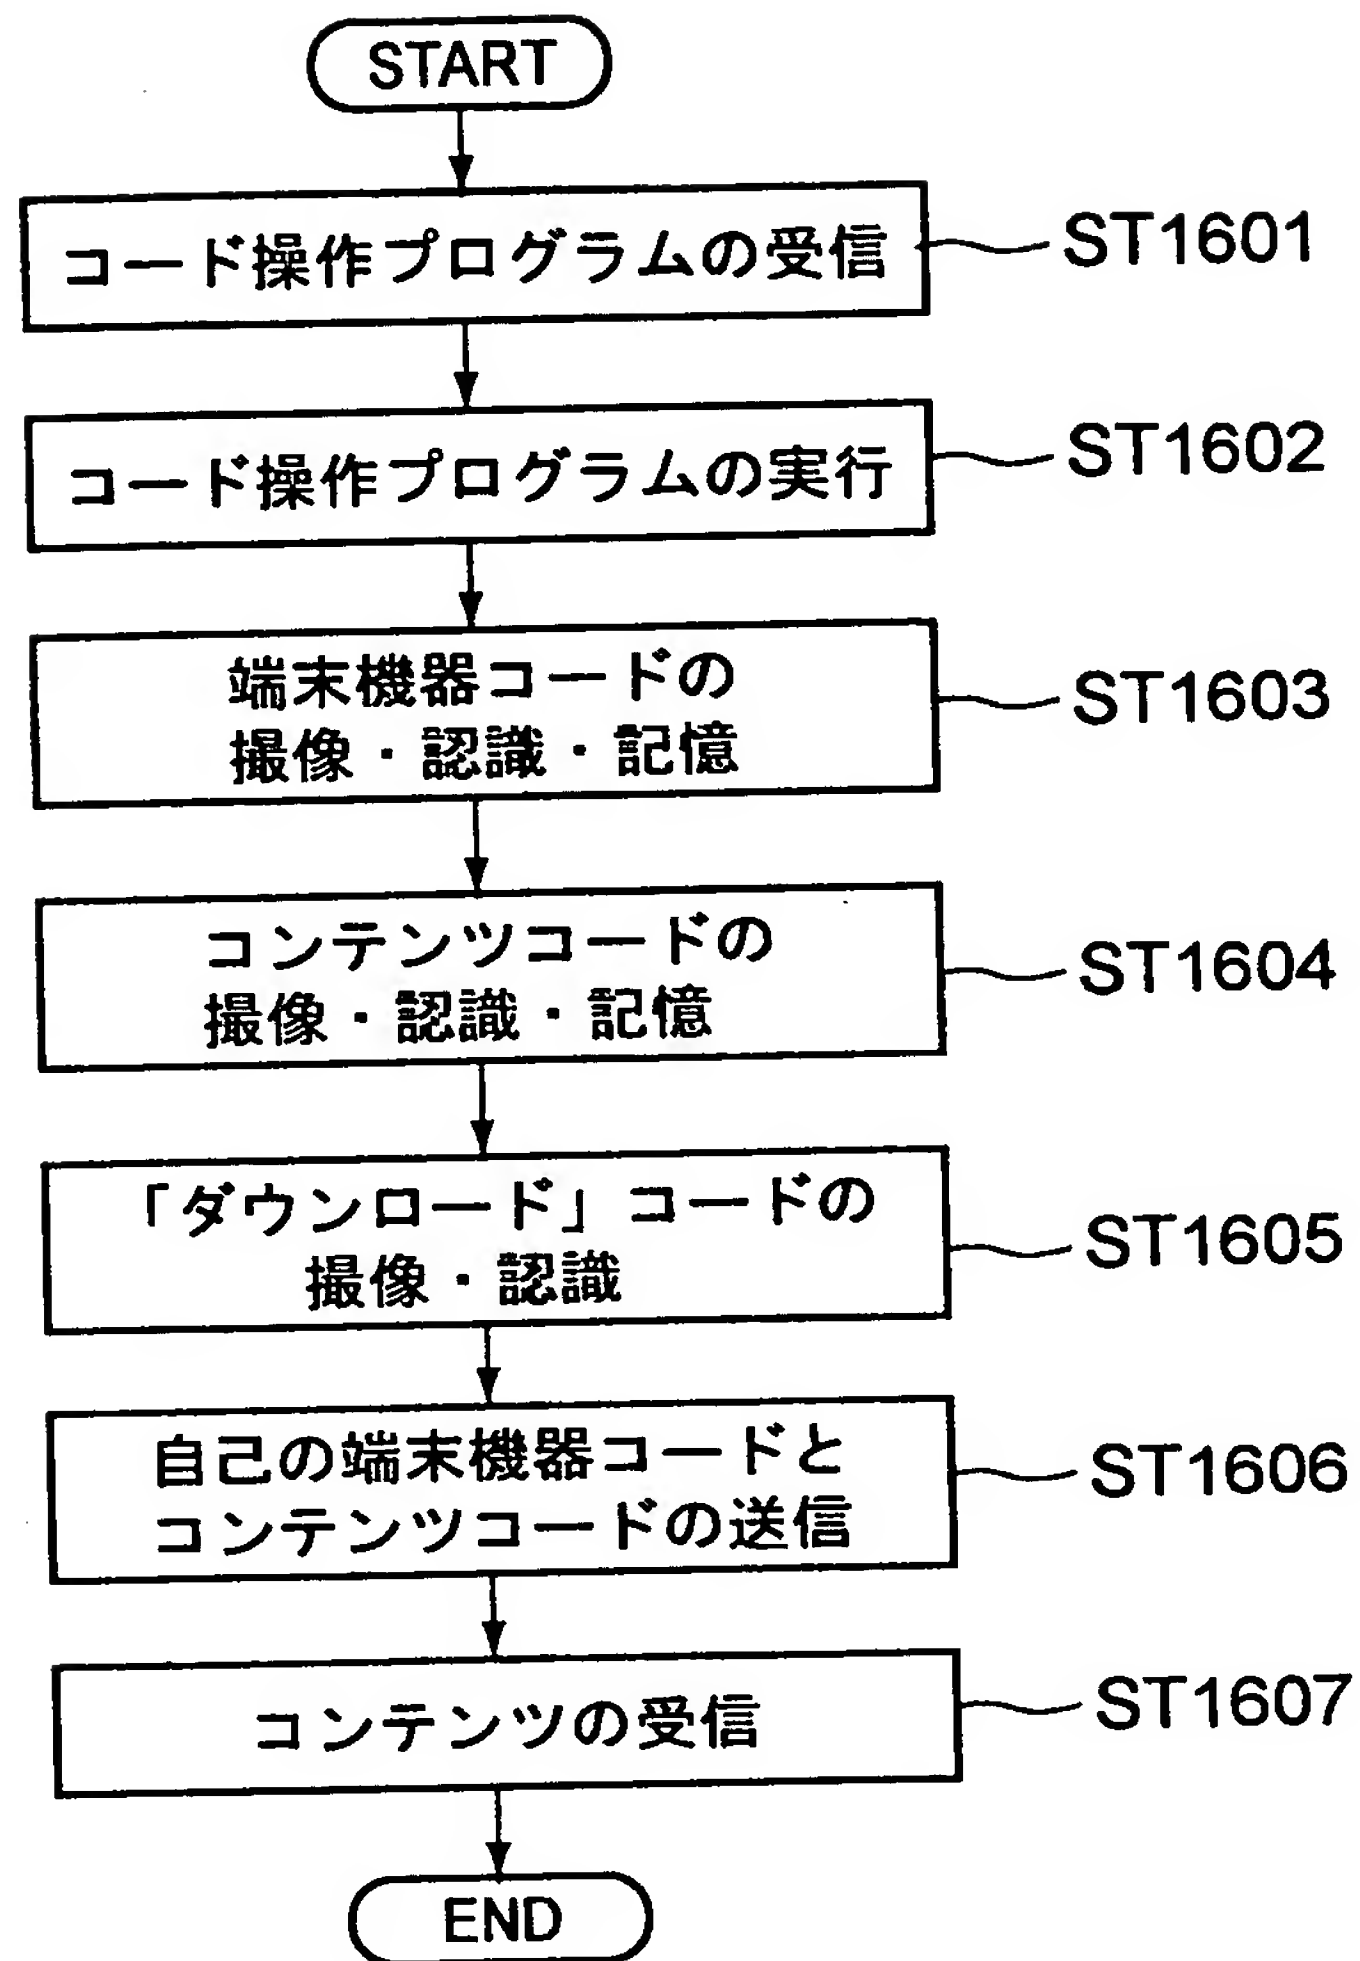 START
コード操作プログラムの受信
ST1601
コード操作プログラムの実行
ST1602
端末機器コードの
撮像・認識・記憶
ST1603
コンテンツコードの
撮像・認識・記憶
ST1604
「ダウンロード」コードの
撮像・認識
ST1605
自己の端末機器コードと
コンテンツコードの送信
ST1606
コンテンツの受信
ST1607
END